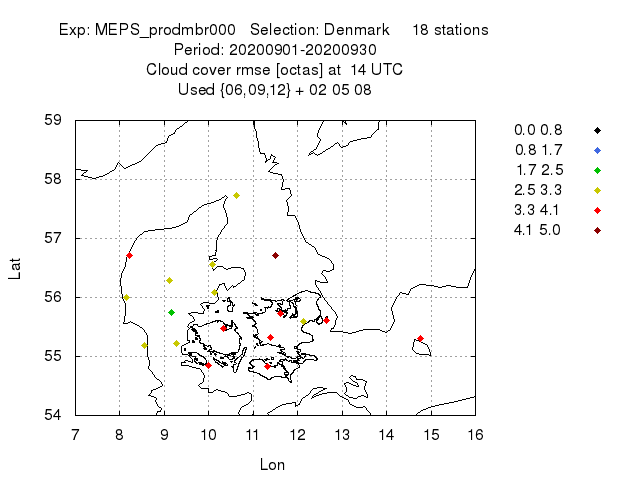 Exp: MEPS_prodmbr000 Selection: Denmark 18 stations
Period: 20200901-20200930
Cloud cover rmse [octas] at 14 UTC
Used {06,09,12} + 02 05 08
59
58
57
56
55
54
Lat
7 8 9 10 11 12 13 14 15 16
Lon
0.0 0.8
0.8 1.7
1.7 2.5
2.5 3.3
3.3 4.1
4.1 5.0